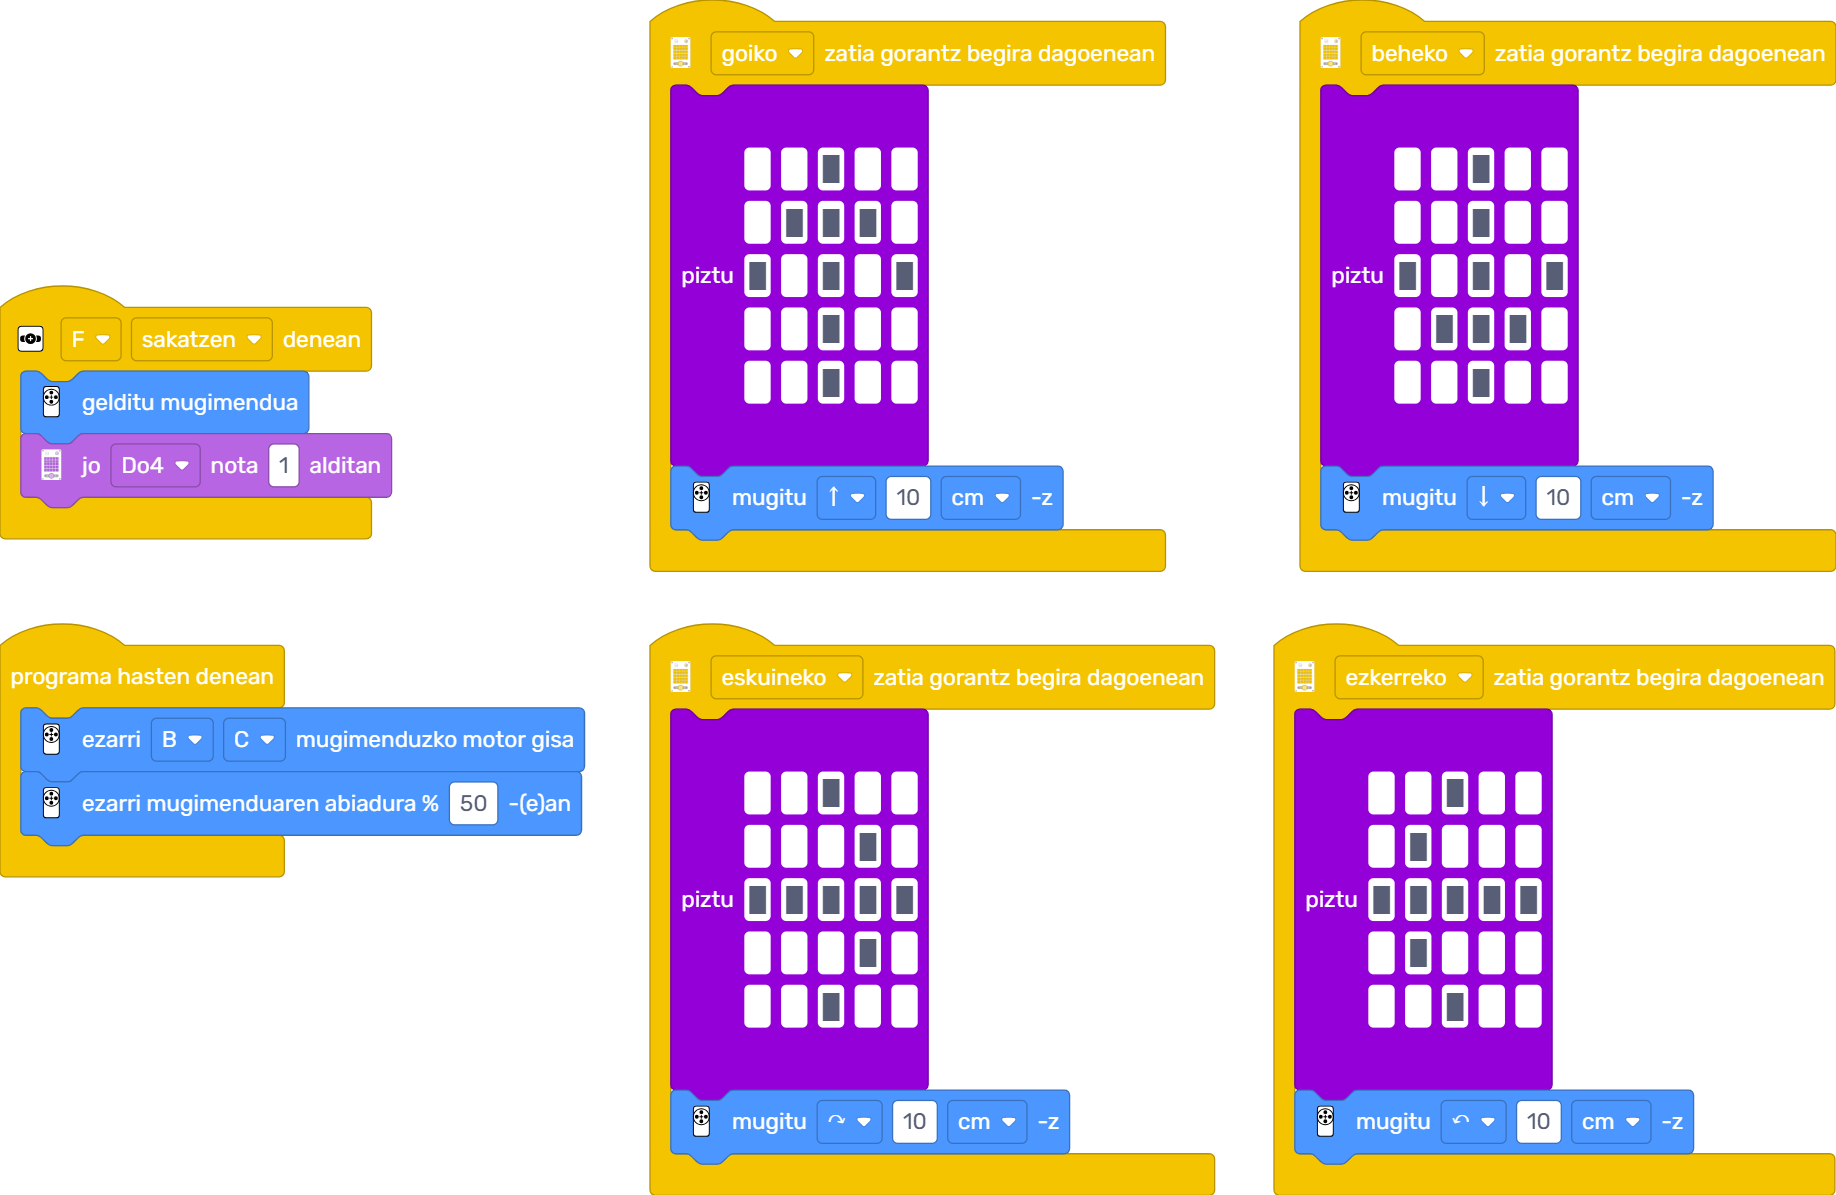 F sakatzen denean
gelditu mugimendua
jo Do4 nota 1 alditan
programa hasten denean
ezarri B C mugimenduzko motor gisa
ezarri mugimenduaren abiadura % 50 -(e)an
goiko zatia gorantz begira dagoenean
piztu
mugitu ↑ 10 cm -z
beheko zatia gorantz begira dagoenean
piztu
mugitu ↓ 10 cm -z
eskuineko zatia gorantz begira dagoenean
piztu
mugitu ↷ 10 cm -z
ezkerreko zatia gorantz begira dagoenean
piztu
mugitu ↶ 10 cm -z